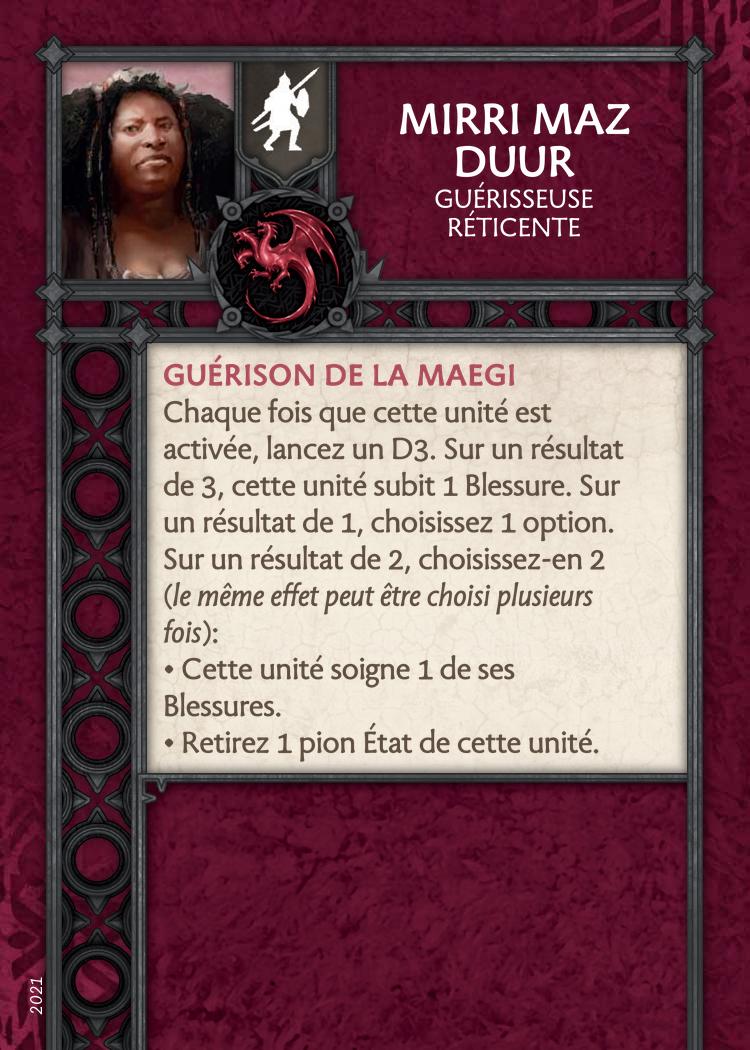 MIRRI MAZ
DUUR
GUÉRISSEUSE
RÉTICENTE
GUÉRISON DE LA MAEGI
Chaque fois que cette unité est
activée, lancez un D3. Sur un résultat
de 3, cette unité subit 1 Blessure. Sur
un résultat de 1, choisissez 1 option.
Sur un résultat de 2, choisissez-en 2
(le même effet peut être choisi plusieurs
fois):
• Cette unité soigne 1 de ses
Blessures.
• Retirez 1 pion État de cette unité.
2021